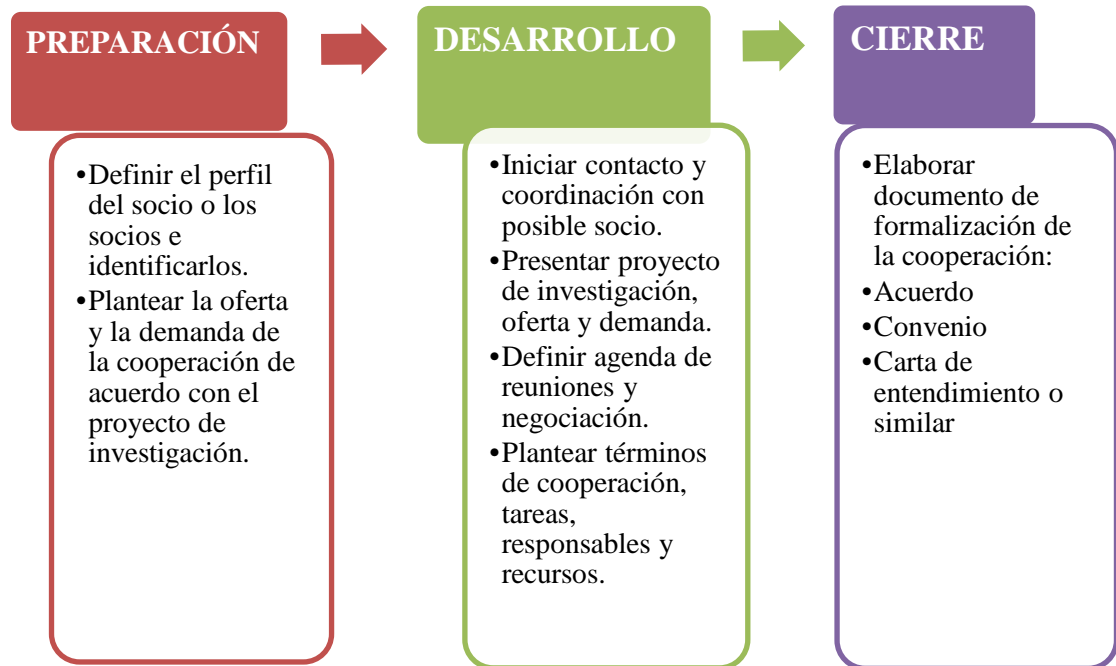 PREPARACIÓN
•Definir el perfil
del socio o los
socios e
identificarlos.
•Plantear la oferta
y la demanda de
la cooperación de
acuerdo con el
proyecto de
investigación.
DESARROLLO
•Iniciar contacto y
coordinación con
posible socio.
•Presentar proyecto
de investigación,
oferta y demanda.
•Definir agenda de
reuniones y
negociación.
•Plantear términos
de cooperación,
tareas,
responsables y
recursos.
CIERRE
•Elaborar
documento de
formalización de
la cooperación:
•Acuerdo
•Convenio
•Carta de
entendimiento o
similar